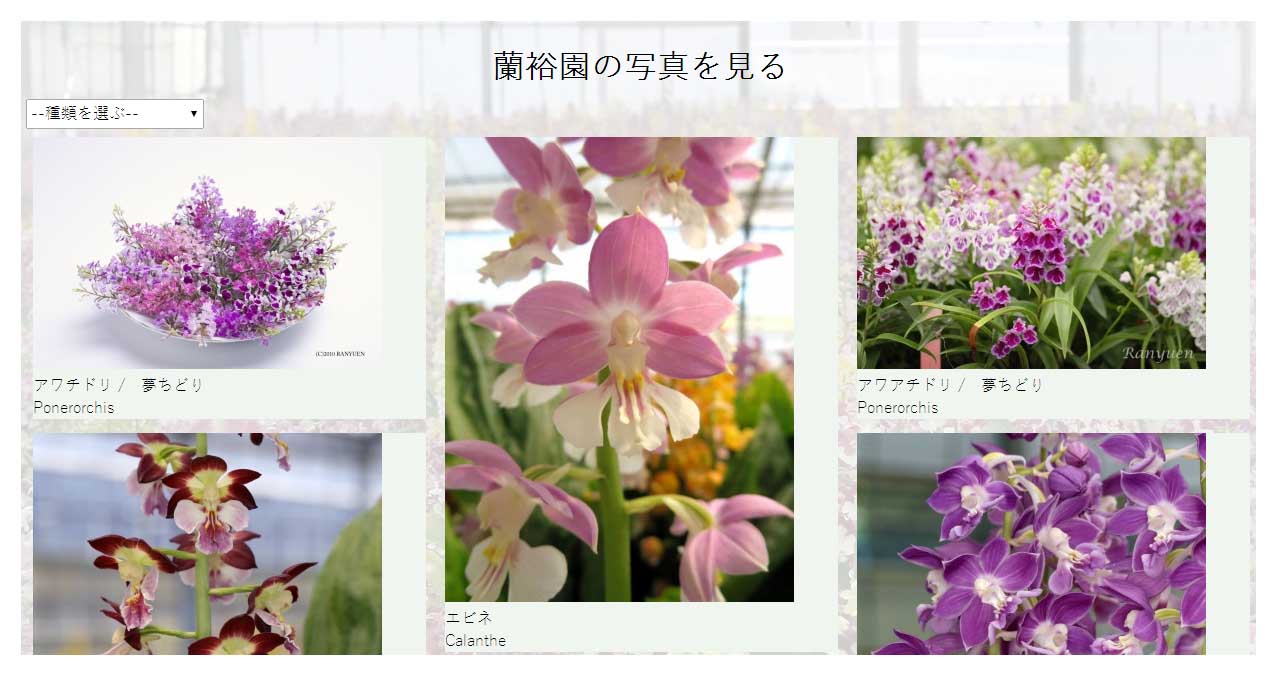 蘭裕園の写真を見る
--種類を選ぶ--
(C)2010 RANYUEN
アワチドリ /　夢ちどり
Ponerorchis
エビネ
Calanthe
Ranyuen
アワアチドリ /　夢ちどり
Ponerorchis